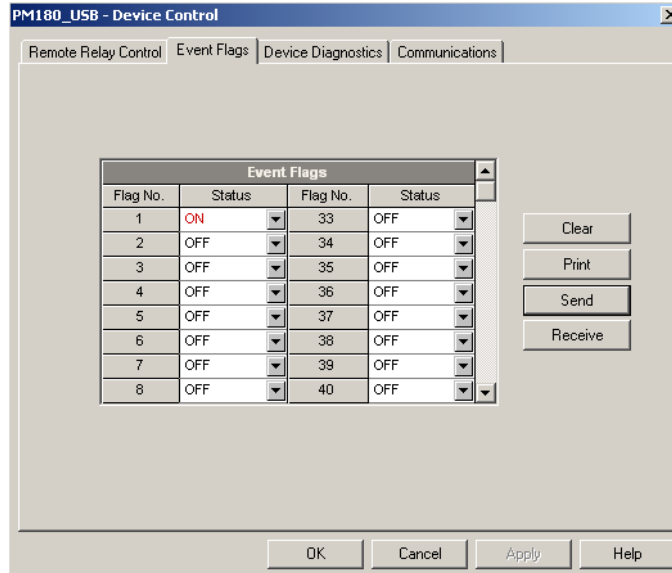 PM180_USB - Device Control
Remote Relay Control Event Flags Device Diagnostics Communications
Event Flags
Flag No. Status Flag No. Status
1 ON 33 OFF
2 OFF 34 OFF
3 OFF 35 OFF
4 OFF 36 OFF
5 OFF 37 OFF
6 OFF 38 OFF
7 OFF 39 OFF
8 OFF 40 OFF
Clear
Print
Send
Receive
OK Cancel Apply Help